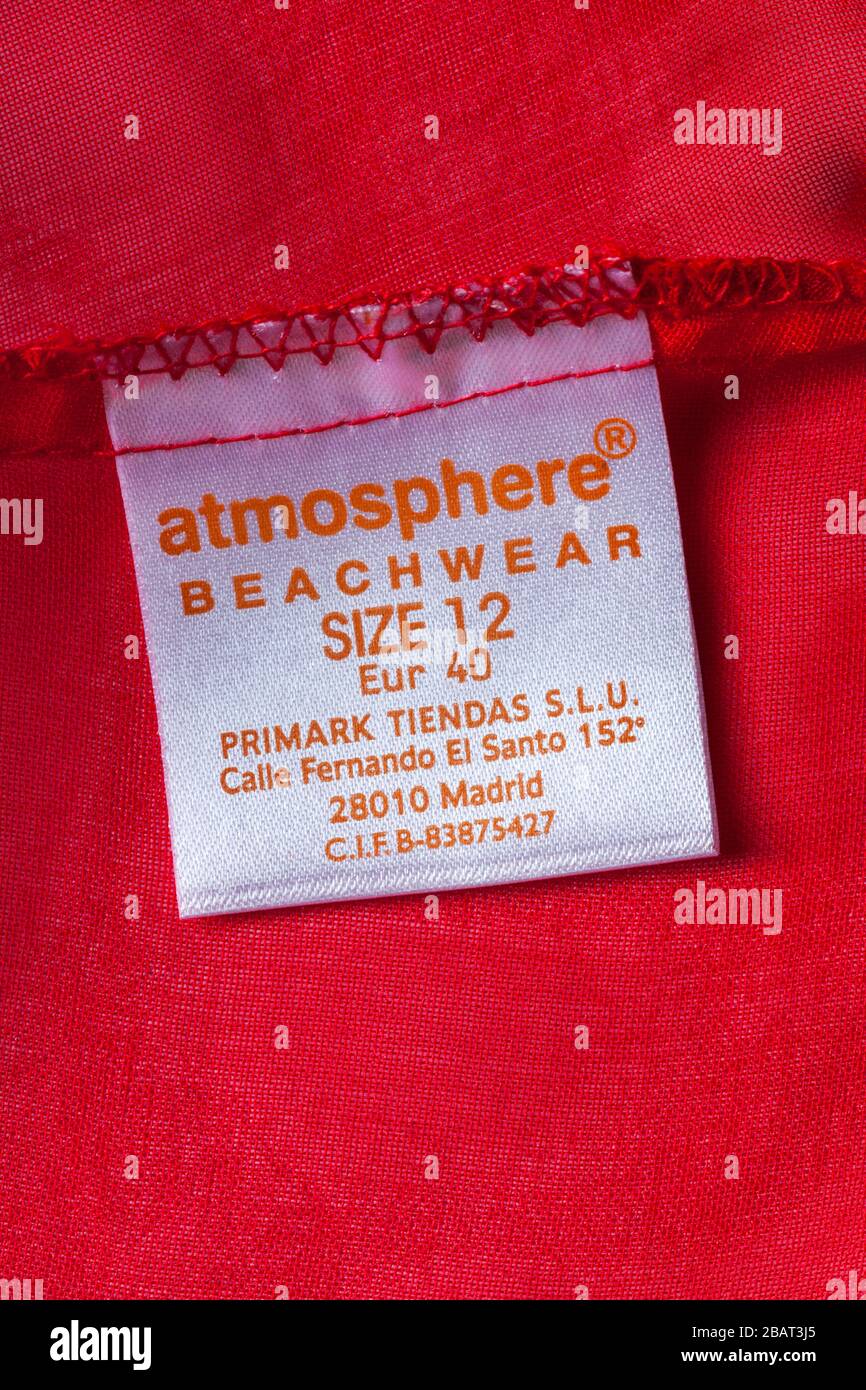 atmosphere®
BEACHWEAR
SIZE 12
Eur 40
PRIMARK TIENDAS S.L.U.
Calle Fernando El Santo 152°
28010 Madrid
C.I.F. B-83875427
alamy
Image ID: 2BAT3J5
www.alamy.com